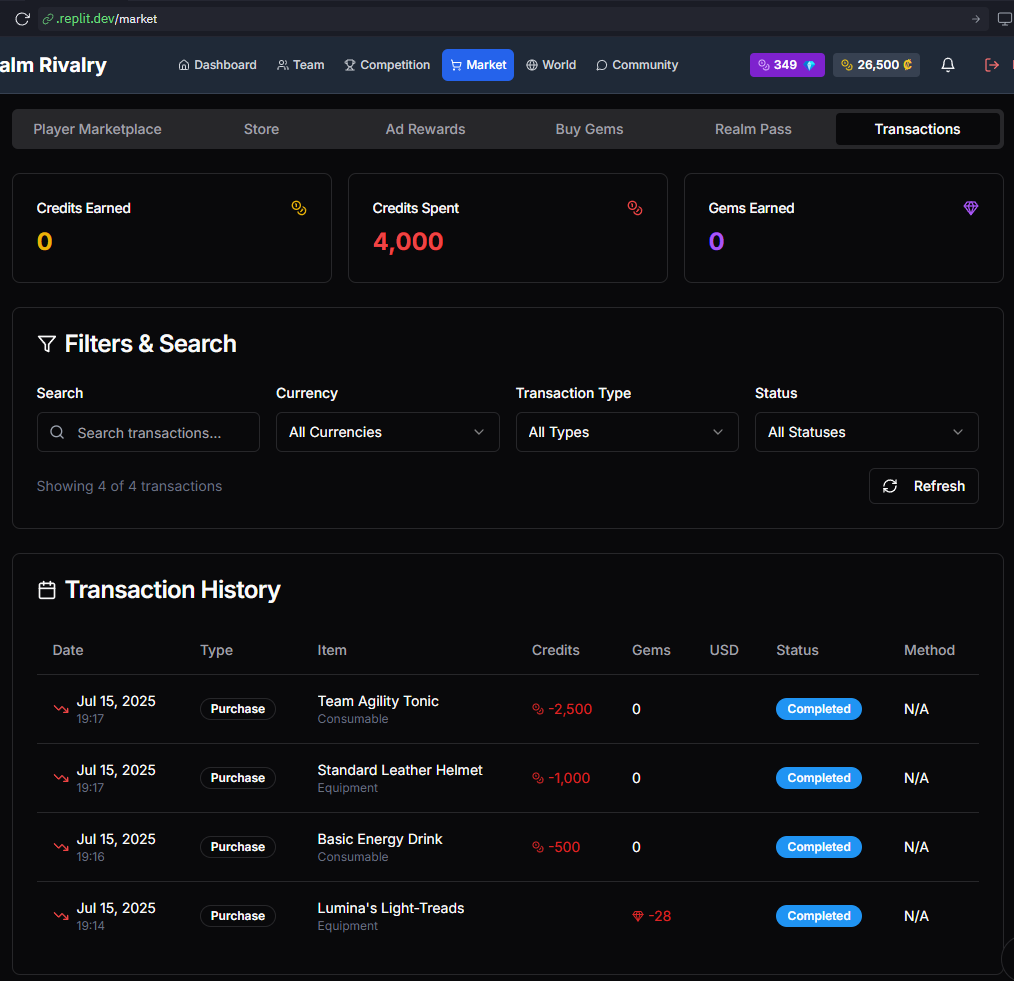 .replit.dev/market
alm Rivalry
Dashboard
Team
Competition
Market
World
Community
349
26,500 ₡
Player Marketplace
Store
Ad Rewards
Buy Gems
Realm Pass
Transactions
Credits Earned
0
Credits Spent
4,000
Gems Earned
0
Filters & Search
Search
Currency
Transaction Type
Status
Search transactions...
All Currencies
All Types
All Statuses
Showing 4 of 4 transactions
Refresh
Transaction History
Date Type Item Credits Gems USD Status Method
Jul 15, 2025 Purchase Team Agility Tonic -2,500 0 Completed N/A
19:17 Consumable
Jul 15, 2025 Purchase Standard Leather Helmet -1,000 0 Completed N/A
19:17 Equipment
Jul 15, 2025 Purchase Basic Energy Drink -500 0 Completed N/A
19:16 Consumable
Jul 15, 2025 Purchase Lumina's Light-Treads -28 Completed N/A
19:14 Equipment